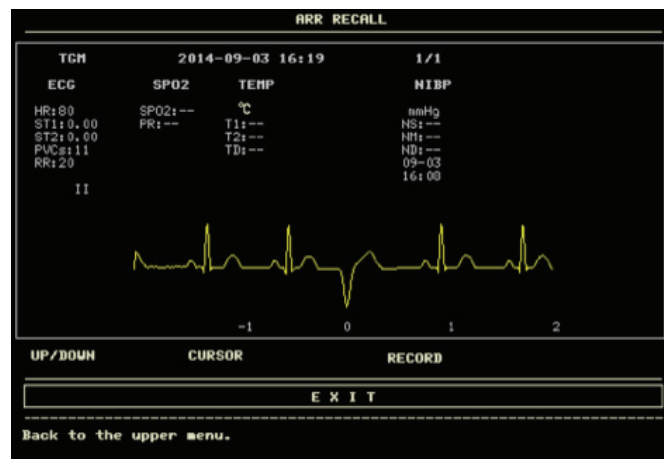 ARR RECALL
TGM 2014-09-03 16:19 1/1
ECG SPO2 TEMP NIBP
HR:80 SPO2:-- ℃ mmHg
ST1:0.00 PR:-- T1:-- NS:--
ST2:0.00 T2:-- NM:--
PVCs:11 TD:-- ND:--
RR:20 09-03
16:08
II
-1 0 1 2
UP/DOWN CURSOR RECORD
E X I T
Back to the upper menu.